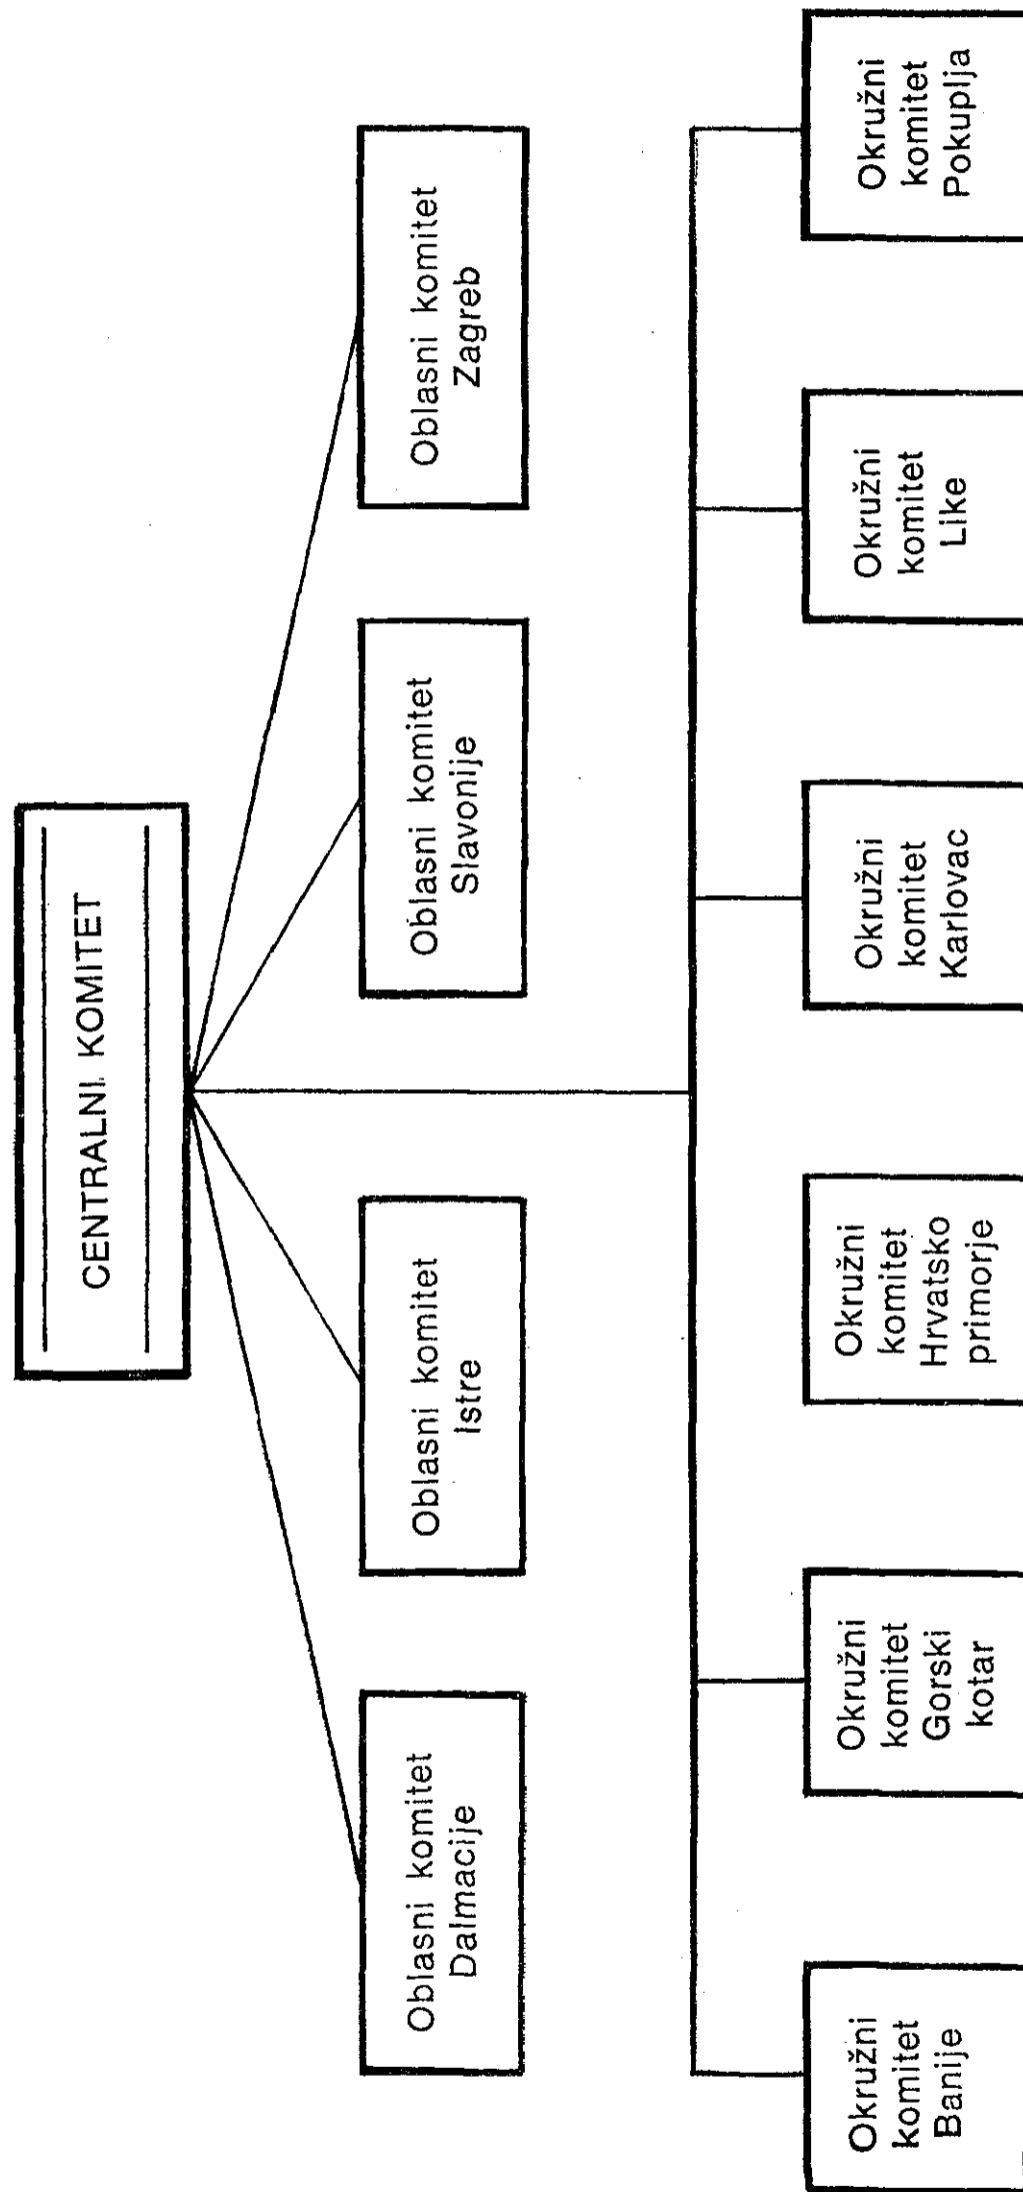 CENTRALNI KOMITET
Oblasni komitet
Dalmacije
Oblasni komitet
Istre
Oblasni komitet
Slavonije
Oblasni komitet
Zagreb
Okružni
komitet
Banije
Okružni
komitet
Gorski
kotar
Okružni
komitet
Hrvatsko
primorje
Okružni
komitet
Karlovac
Okružni
komitet
Like
Okružni
komitet
Pokuplja